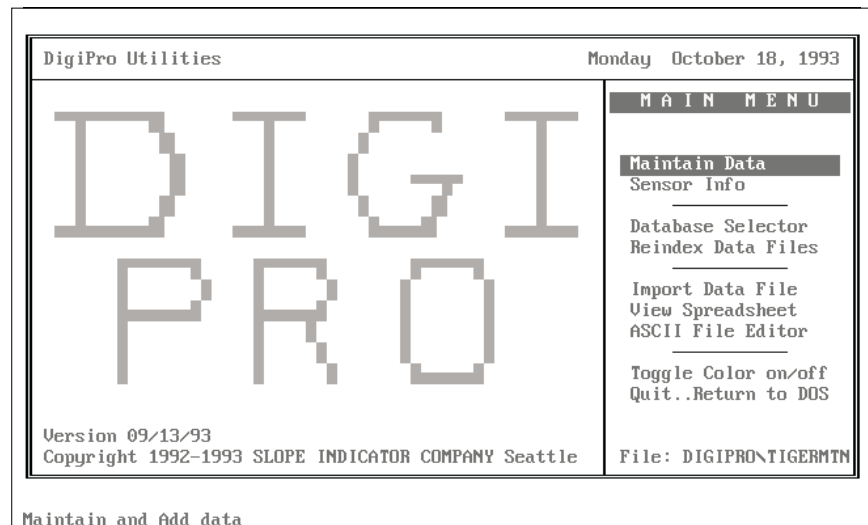 DigiPro Utilities
Monday October 18, 1993
DIGI
PRO
Version 09/13/93
Copyright 1992-1993 SLOPE INDICATOR COMPANY Seattle
MAIN MENU
Maintain Data
Sensor Info
Database Selector
Reindex Data Files
Import Data File
View Spreadsheet
ASCII File Editor
Toggle Color on/off
Quit..Return to DOS
File: DIGIPRO\TIGERMTN
Maintain and Add data